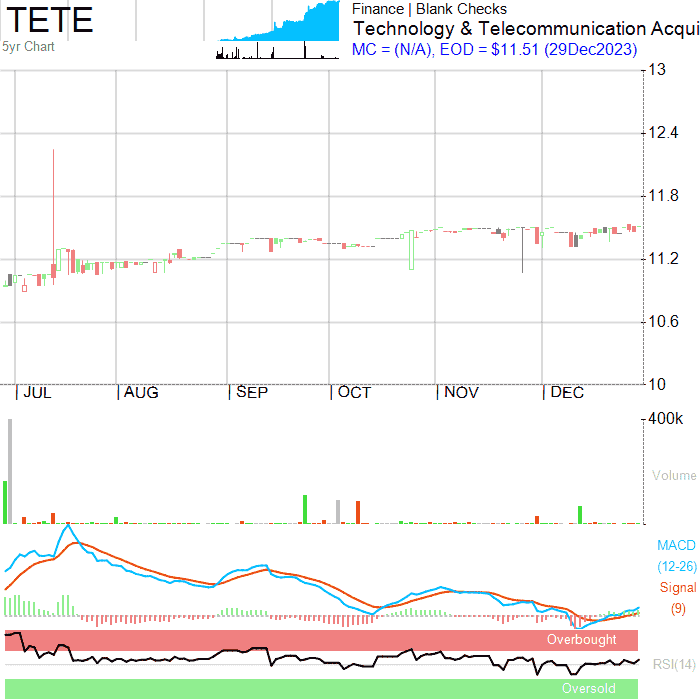 TETE
5yr Chart
Finance | Blank Checks
Technology & Telecommunication Acqui
MC = (N/A), EOD = $11.51 (29Dec2023)
13
12.4
11.8
11.2
10.6
10
JUL AUG SEP OCT NOV DEC
400k
Volume
MACD
(12-26)
Signal
(9)
Overbought
RSI(14)
Oversold